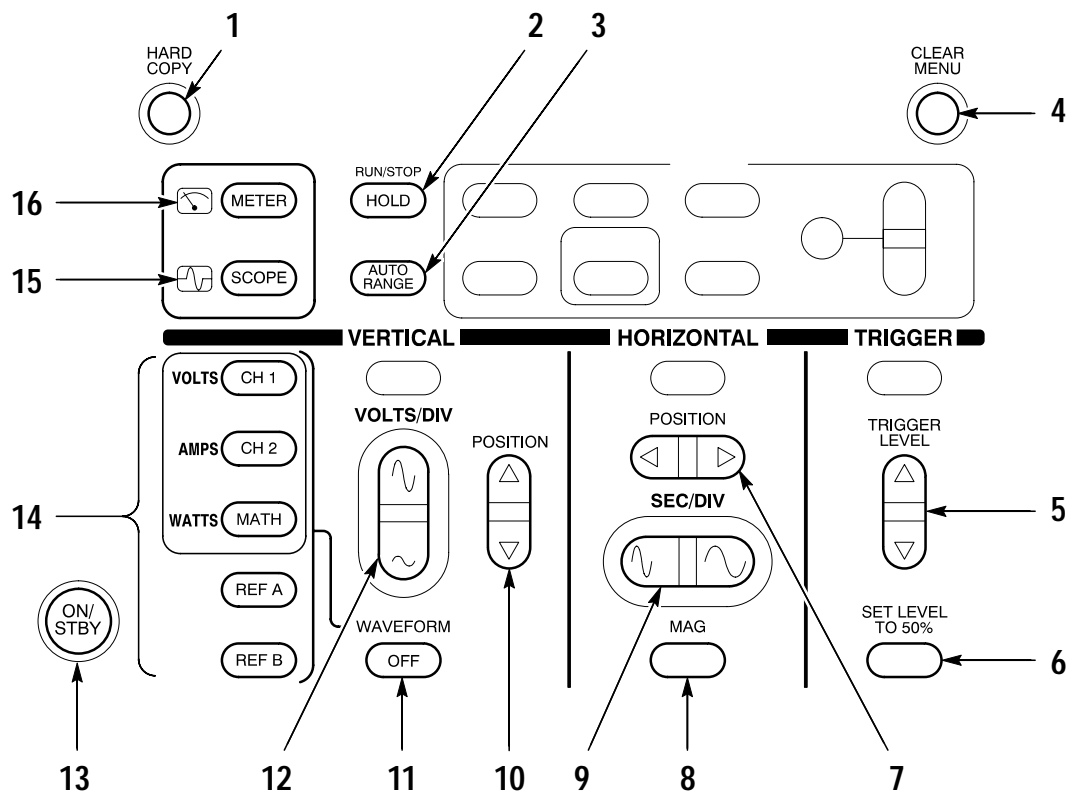 1
2
3
HARD
COPY
CLEAR
MENU
4
RUN/STOP
16
METER
HOLD
15
SCOPE
AUTO
RANGE
VERTICAL
HORIZONTAL
TRIGGER
VOLTS
CH 1
VOLTS/DIV
POSITION
POSITION
TRIGGER
LEVEL
AMPS
CH 2
SEC/DIV
14
WATTS
MATH
5
REF A
ON/
STBY
WAVEFORM
MAG
SET LEVEL
TO 50%
REF B
OFF
6
13
12
11
10
9
8
7